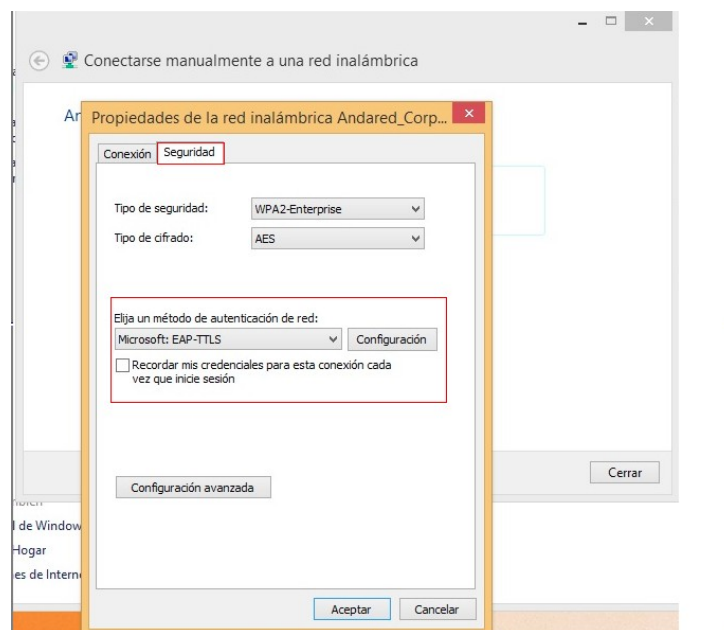 Conectarse manualmente a una red inalámbrica
Ar
Propiedades de la red inalámbrica Andared_Corp...
Conexión
Seguridad
Tipo de seguridad:
WPA2-Enterprise
Tipo de cifrado:
AES
Elija un método de autenticación de red:
Microsoft: EAP-TTLS
Configuración
Recordar mis credenciales para esta conexión cada
vez que inicie sesión
Configuración avanzada
Cerrar
l de Window
Hogar
es de Interne
Aceptar
Cancelar